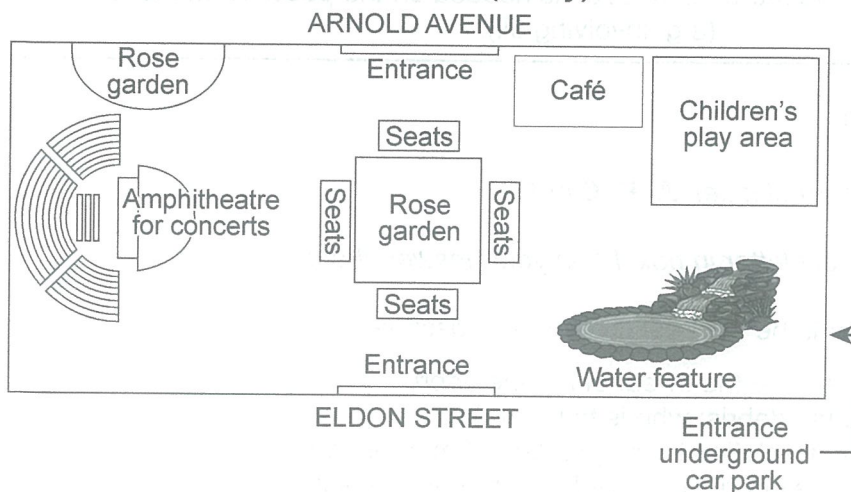 ARNOLD AVENUE
Rose
garden
Entrance
Café
Children's
play area
Seats
Amphitheatre
for concerts
Seats
Rose
garden
Seats
Seats
Entrance
Water feature
ELDON STREET
Entrance
underground
car park